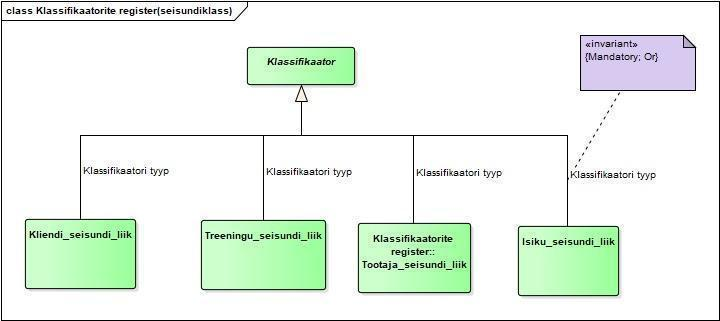 class Klassifikaatorite register(seisundiklass)
Klassifikaator
«invariant»
{Mandatory; Or}
Klassifikaatori tyyp
Klassifikaatori tyyp
Klassifikaatori tyyp
Klassifikaatori tyyp
Kliendi_seisundi_liik
Treeningu_seisundi_liik
Klassifikaatorite
register::
Tootaja_seisundi_liik
Isiku_seisundi_liik